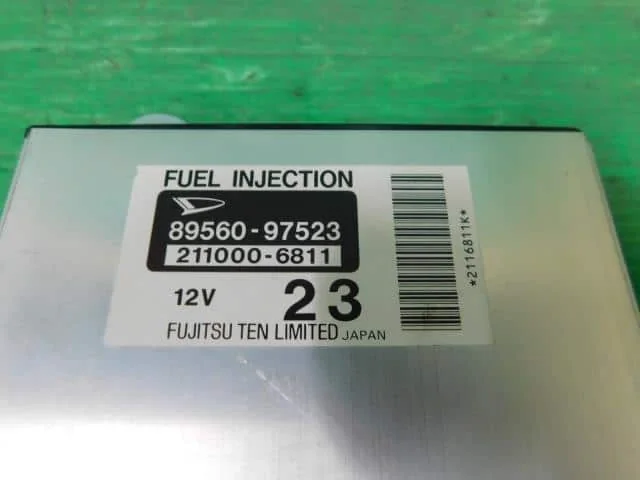 FUEL INJECTION
89560-97523
211000-6811
12V 23
FUJITSU TEN LIMITED JAPAN
*2116811K*